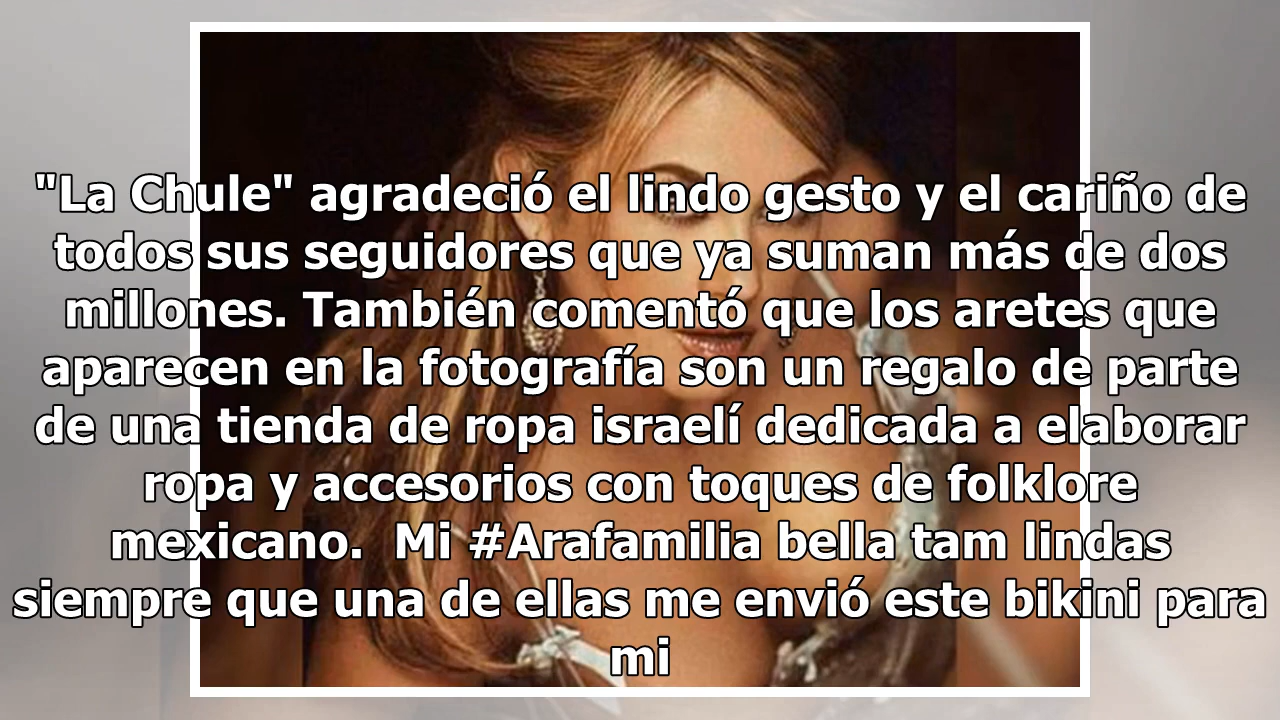 "La Chule" agradeció el lindo gesto y el cariño de
todos sus seguidores que ya suman más de dos
millones. También comentó que los aretes que
aparecen en la fotografía son un regalo de parte
de una tienda de ropa israelí dedicada a elaborar
ropa y accesorios con toques de folklore
mexicano.  Mi #Arafamilia bella tam lindas
siempre que una de ellas me envió este bikini para
mi